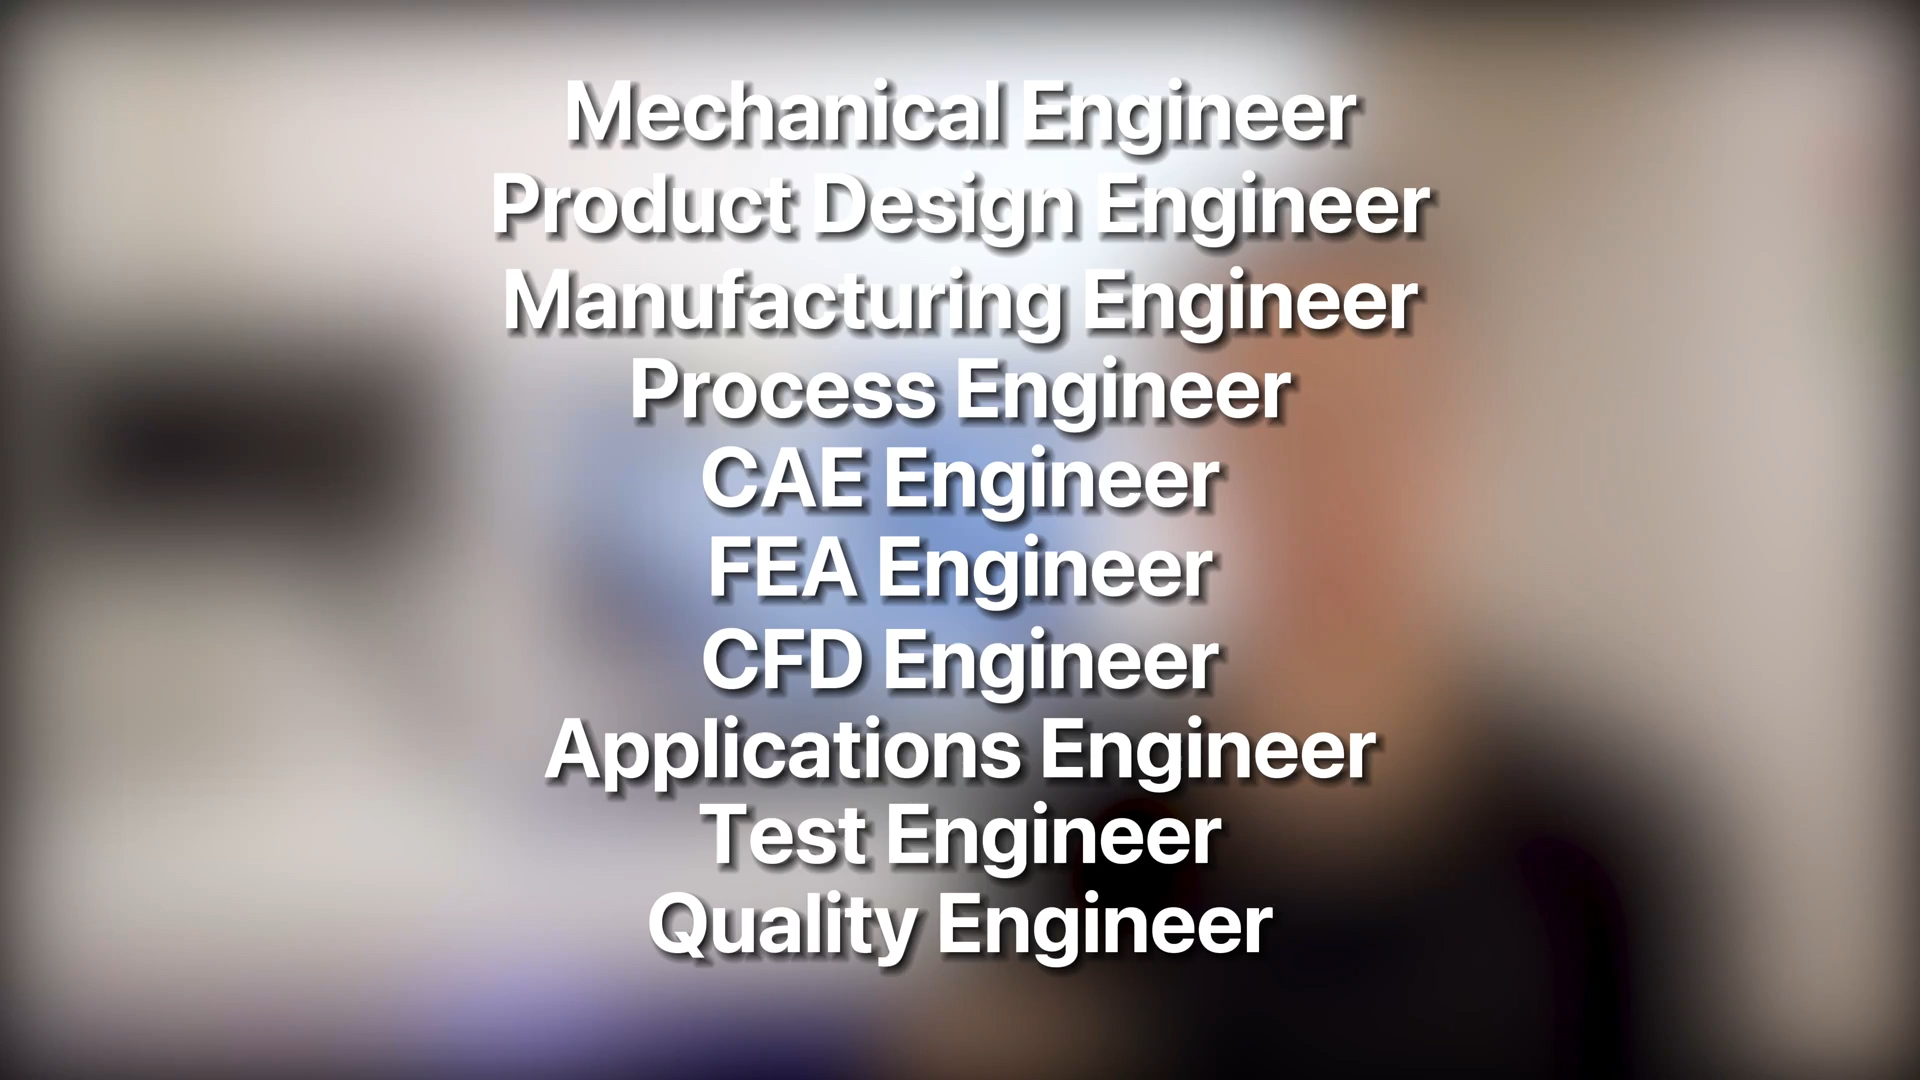 Mechanical Engineer
Product Design Engineer
Manufacturing Engineer
Process Engineer
CAE Engineer
FEA Engineer
CFD Engineer
Applications Engineer
Test Engineer
Quality Engineer